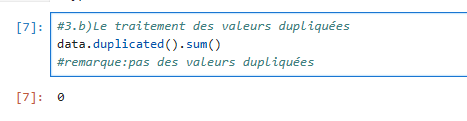 [7]: #3.b)Le traitement des valeurs dupliquées
data.duplicated().sum()
#remarque:pas des valeurs dupliquées
[7]: 0